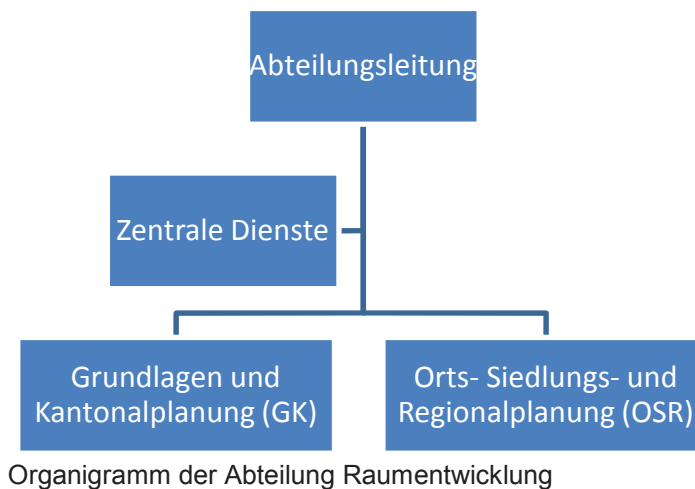 Abteilungsleitung
Zentrale Dienste
Grundlagen und
Kantonalplanung (GK)
Orts- Siedlungs- und
Regionalplanung (OSR)
Organigramm der Abteilung Raumentwicklung